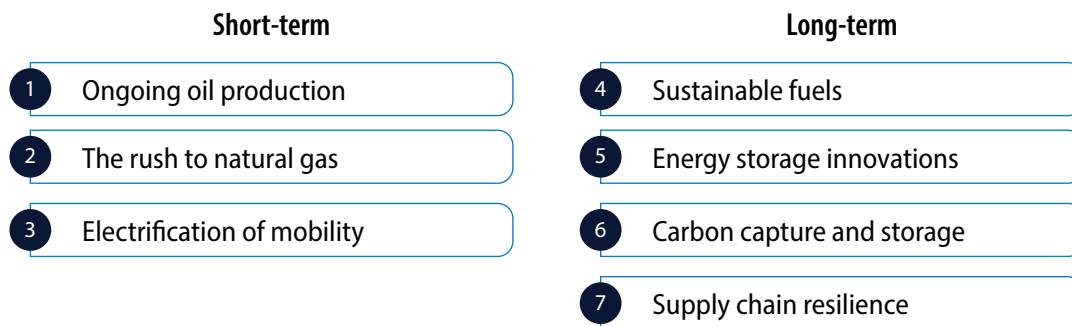 Short-term
1 Ongoing oil production
2 The rush to natural gas
3 Electrification of mobility
Long-term
4 Sustainable fuels
5 Energy storage innovations
6 Carbon capture and storage
7 Supply chain resilience